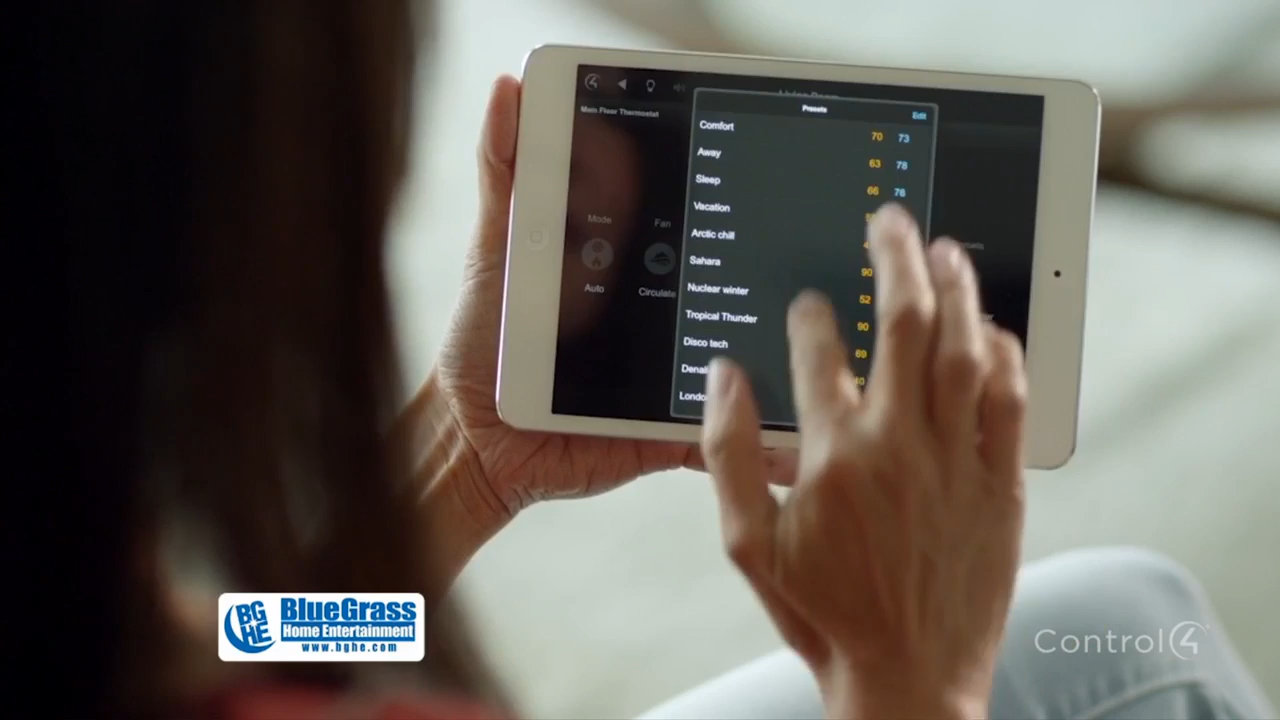 Presets
Edit
Main Floor Thermostat
Comfort 70 73
Away 63 78
Sleep 66 76
Vacation
Arctic chill
Sahara 90
Nuclear winter 52
Tropical Thunder 90
Disco tech 69
Mode
Fan
Auto
Circulate
BG
HE
BlueGrass
Home Entertainment
www.bghe.com
Control4